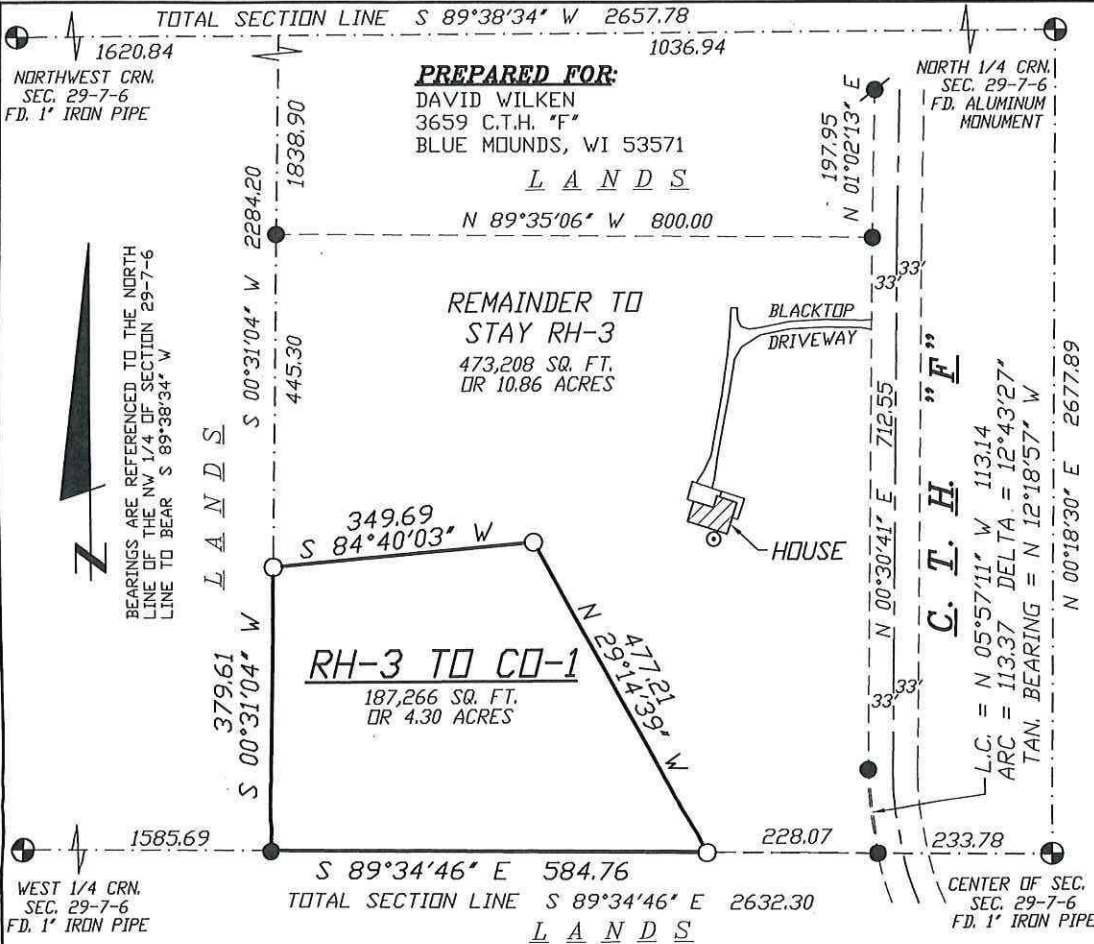 TOTAL SECTION LINE S 89°38'34" W 2657.78
1620.84
1036.94
NORTHWEST CRN.
SEC. 29-7-6
FD. 1" IRON PIPE
PREPARED FOR:
DAVID WILKEN
3659 C.T.H. "F"
BLUE MOUNDS, WI 53571
NORTH 1/4 CRN.
SEC. 29-7-6
FD. ALUMINUM
MONUMENT
L A N D S
1838.90
2284.20
197.95
N 01°02'13" E
N 89°35'06" W 800.00
S 00°31'04" W
445.30
REMAINDER TO
STAY RH-3
473,208 SQ. FT.
OR 10.86 ACRES
BLACKTOP
DRIVEWAY
33'
33'
BEARINGS ARE REFERENCED TO THE NORTH
LINE OF THE NW 1/4 OF SECTION 29-7-6
LINE TO BEAR S 89°38'34" W
N
L A N D S
HOUSE
N 00°30'41" E 712.55
C. T. H. "F"
N 00°18'30" E 2677.89
L.C. = N 05°57'11" W 113.14
ARC = 113.37 DELTA. = 12°43'27"
TAN. BEARING = N 12°18'57" W
349.69
S 84°40'03" W
477.21
N 29°14'39" W
379.61
S 00°31'04" W
RH-3 TO CO-1
187,266 SQ. FT.
OR 4.30 ACRES
33'
33'
1585.69
S 89°34'46" E 584.76
228.07
233.78
WEST 1/4 CRN.
SEC. 29-7-6
FD. 1" IRON PIPE
TOTAL SECTION LINE S 89°34'46" E 2632.30
CENTER OF SEC.
SEC. 29-7-6
FD. 1" IRON PIPE
L A N D S